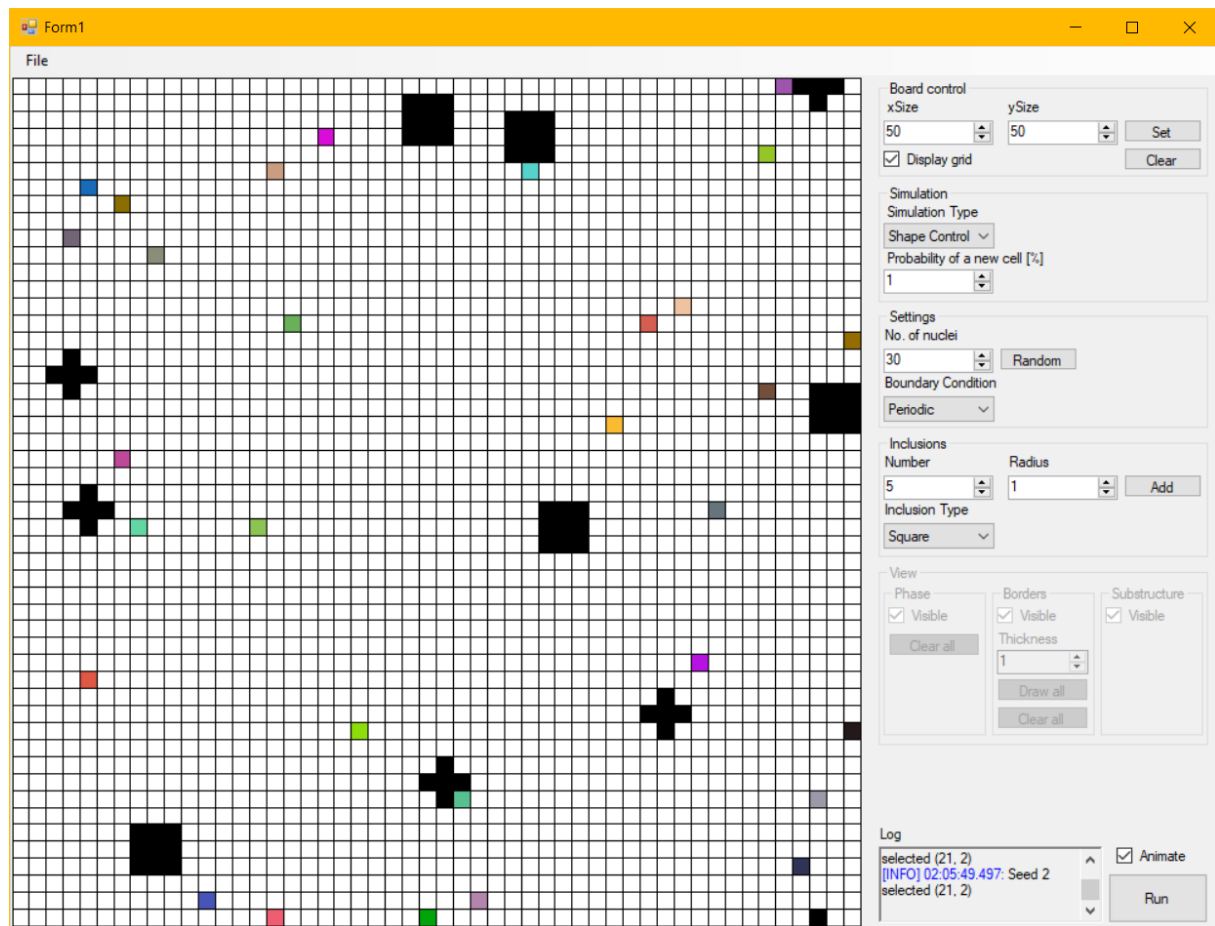 Form1
File
Board control
xSize ySize
50 50 Set
Display grid Clear
Simulation
Simulation Type
Shape Control
Probability of a new cell [%]
1
Settings
No. of nuclei
30 Random
Boundary Condition
Periodic
Inclusions
Number Radius
5 1 Add
Inclusion Type
Square
View
Phase Borders Substructure
Visible Visible Visible
Clear all Thickness
1
Draw all
Clear all
Log
selected (21, 2)
[INFO] 02:05:49.497: Seed 2
selected (21, 2)
Animate
Run